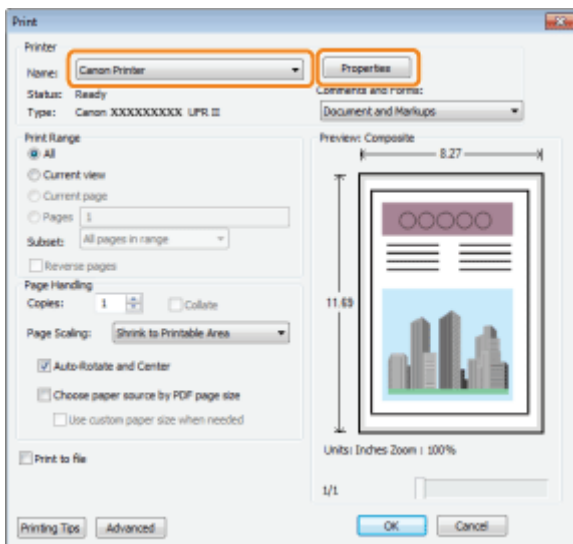 Print
Printer
Name: Canon Printer Properties
Status: Ready Comments and Forms:
Type: Canon XXXXXXXXXX UFR II Document and Markups
Print Range Preview: Composite
All 8.27
Current view
Current page
Pages 1
Subset: All pages in range
Reverse pages
Page Handling
Copies: 1 Collate 11.69
Page Scaling: Shrink to Printable Area
Auto-Rotate and Center
Choose paper source by PDF page size
Use custom paper size when needed
Units: Inches Zoom : 100%
Print to file
1/1
Printing Tips Advanced OK Cancel